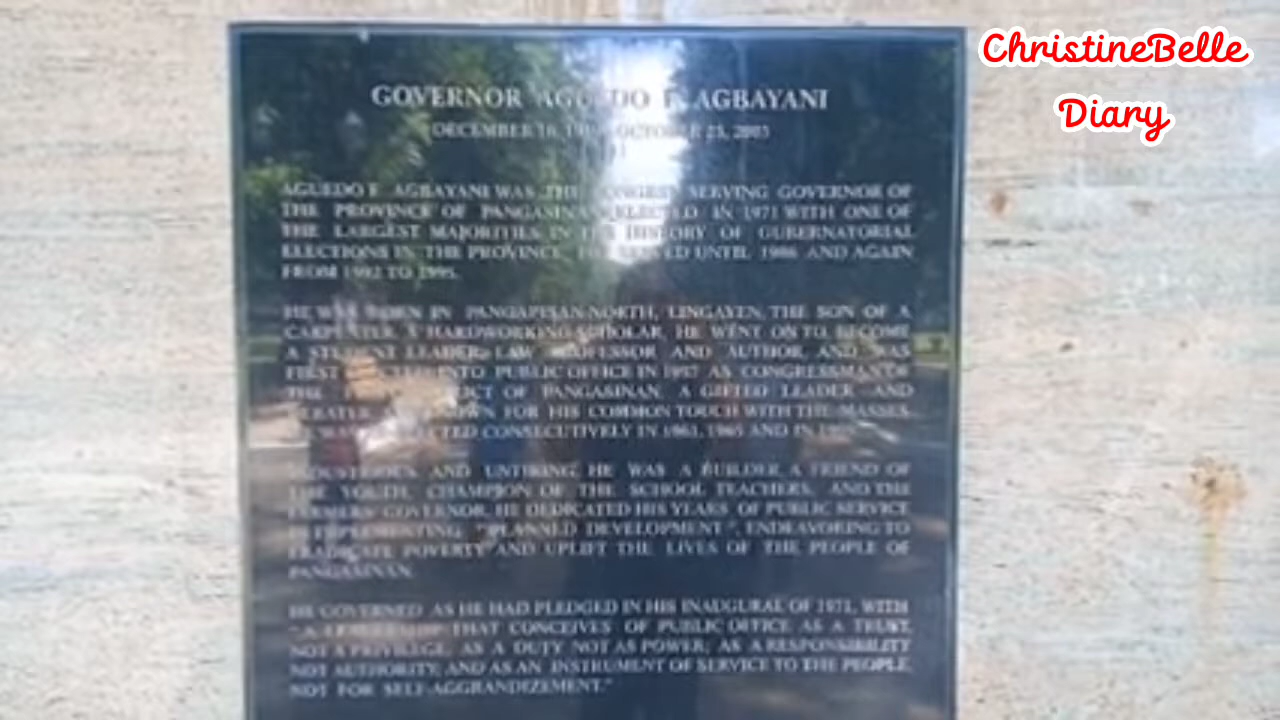 ChristineBelle
Diary
GOVERNOR AGUEDO F. AGBAYANI
DECEMBER OCTOBER 2003
AGUEDO F. AGBAYANI WAS THE LONGEST SERVING GOVERNOR OF
THE PROVINCE OF PANGASINAN ELECTED IN 1971 WITH ONE OF
THE LARGEST MAJORITIES IN THE HISTORY OF GUBERNATORIAL
ELECTIONS IN THE PROVINCE, HE SERVED UNTIL 1986 AND AGAIN
FROM 1992 TO 1995.
HE WAS BORN IN PANGAPISAN NORTH, LINGAYEN, THE SON OF A
CARPENTER. A HARDWORKING SCHOLAR, HE WENT ON TO BECOME
A STUDENT LEADER, LAW PROFESSOR AND AUTHOR, AND WAS
FIRST ELECTED INTO PUBLIC OFFICE IN 1957 AS CONGRESSMAN OF
THE DISTRICT OF PANGASINAN. A GIFTED LEADER AND
DEBATER KNOWN FOR HIS COMMON TOUCH WITH THE MASSES,
CONSECUTIVELY IN 1961, 1965 AND IN
INDUSTRIOUS AND UNTIRING, HE WAS A BUILDER, A FRIEND OF
THE YOUTH, CHAMPION OF THE SCHOOL TEACHERS, AND THE
FARMERS' GOVERNOR. HE DEDICATED HIS YEARS OF PUBLIC SERVICE
IN IMPLEMENTING "PLANNED DEVELOPMENT", ENDEAVORING TO
ERADICATE POVERTY AND UPLIFT THE LIVES OF THE PEOPLE OF
PANGASINAN.
HE GOVERNED AS HE HAD PLEDGED IN HIS INAUGURAL OF 1971, WITH
"A LEADERSHIP THAT CONCEIVES OF PUBLIC OFFICE AS A TRUST,
NOT A PRIVILEGE; AS A DUTY NOT AS POWER; AS A RESPONSIBILITY
NOT AUTHORITY; AND AS AN INSTRUMENT OF SERVICE TO THE PEOPLE,
NOT FOR SELF-AGGRANDIZEMENT."